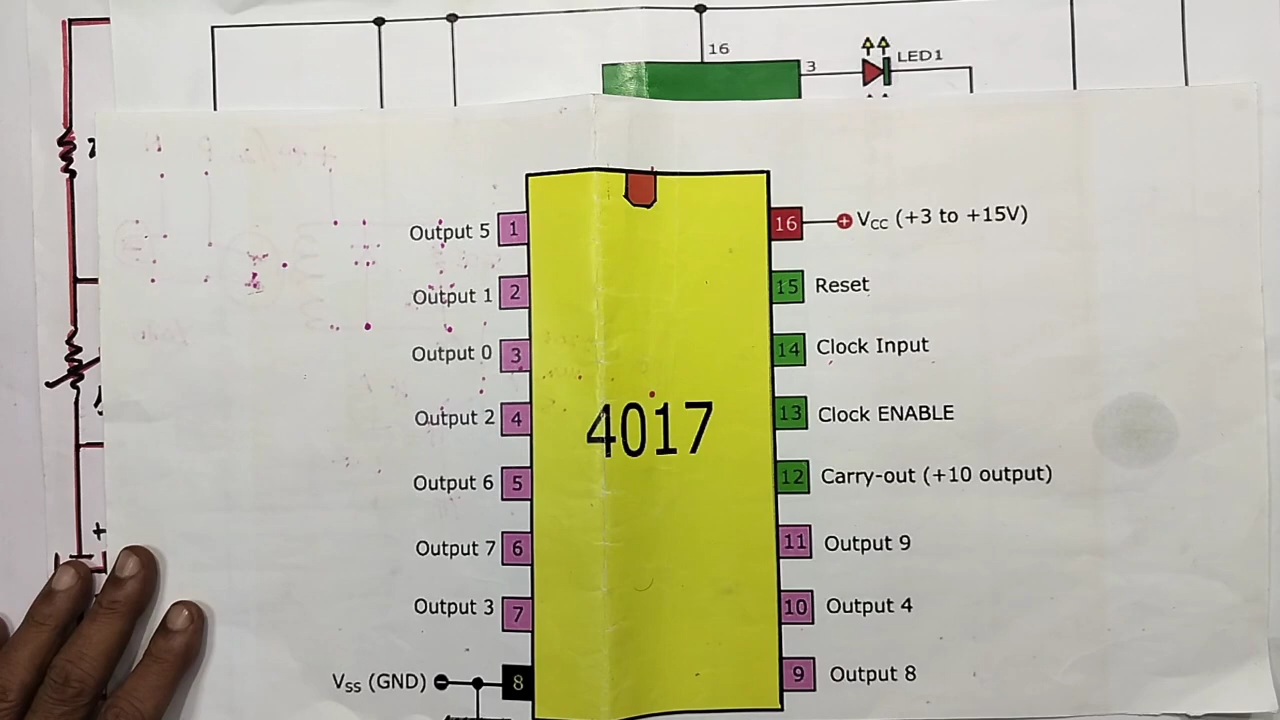 16
3
LED1
Output 5 1
Output 1 2
Output 0 3
Output 2 4
Output 6 5
Output 7 6
Output 3 7
VSS (GND) 8
4017
16 VCC (+3 to +15V)
15 Reset
14 Clock Input
13 Clock ENABLE
12 Carry-out (+10 output)
11 Output 9
10 Output 4
9 Output 8